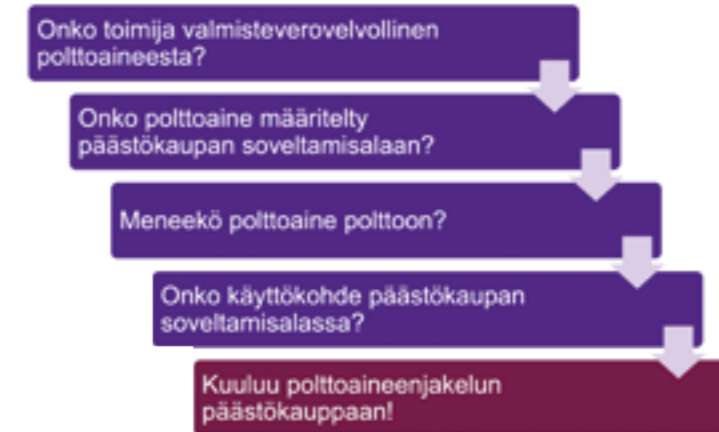 Onko toimija valmisteverovelvollinen
polttoaineesta?
Onko polttoaine määritelty
päästökaupan soveltamisalaan?
Meneekö polttoaine polttoon?
Onko käyttökohde päästökaupan
soveltamisalassa?
Kuuluu polttoaineenjakelun
päästökauppaan!